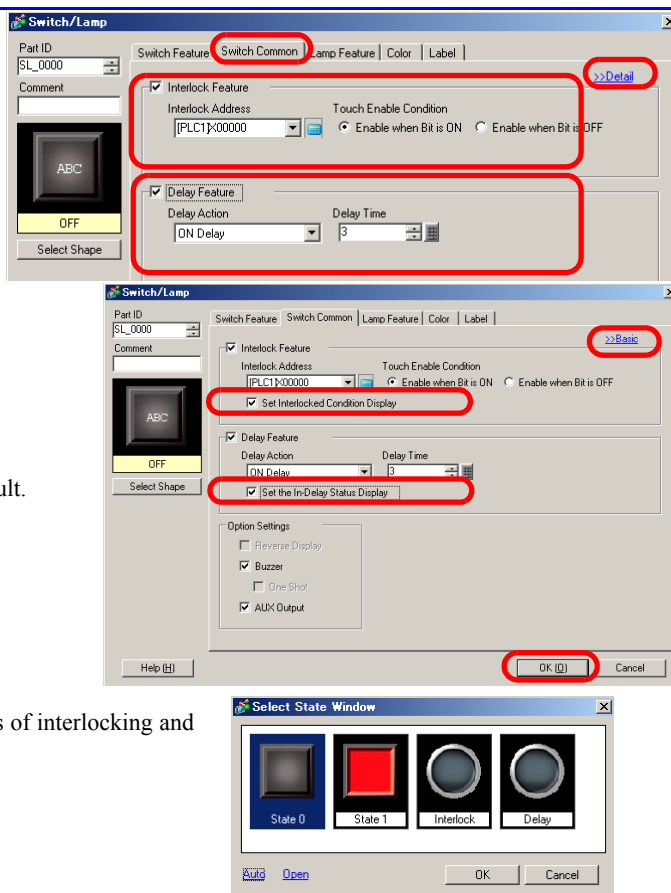 Switch/Lamp
Part ID
SL_0000
Comment
ABC
OFF
Select Shape
Switch Feature Switch Common Lamp Feature Color Label
>>Detail
Interlock Feature
Interlock Address Touch Enable Condition
[PLC1]X00000 Enable when Bit is ON Enable when Bit is OFF
Delay Feature
Delay Action Delay Time
ON Delay 3
Switch/Lamp
Part ID
SL_0000
Comment
ABC
OFF
Select Shape
Switch Feature Switch Common Lamp Feature Color Label
>>Basic
Interlock Feature
Interlock Address Touch Enable Condition
[PLC1]X00000 Enable when Bit is ON Enable when Bit is OFF
Set Interlocked Condition Display
Delay Feature
Delay Action Delay Time
ON Delay 3
Set the In-Delay Status Display
Option Settings
Reverse Display
Buzzer
One Shot
AUX Output
Help (H) OK (O) Cancel
ult.
s of interlocking and
Select State Window
State 0 State 1 Interlock Delay
Auto Open OK Cancel